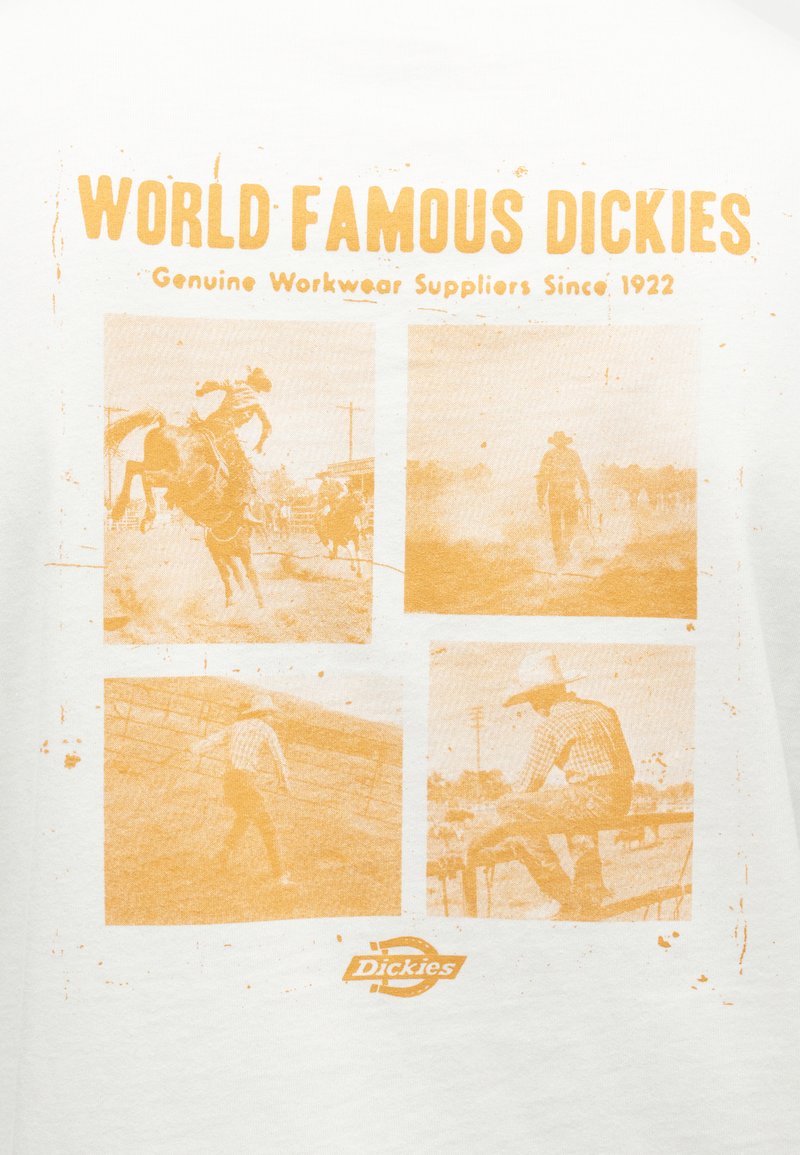 WORLD FAMOUS DICKIES
Genuine Workwear Suppliers Since 1922
Dickies